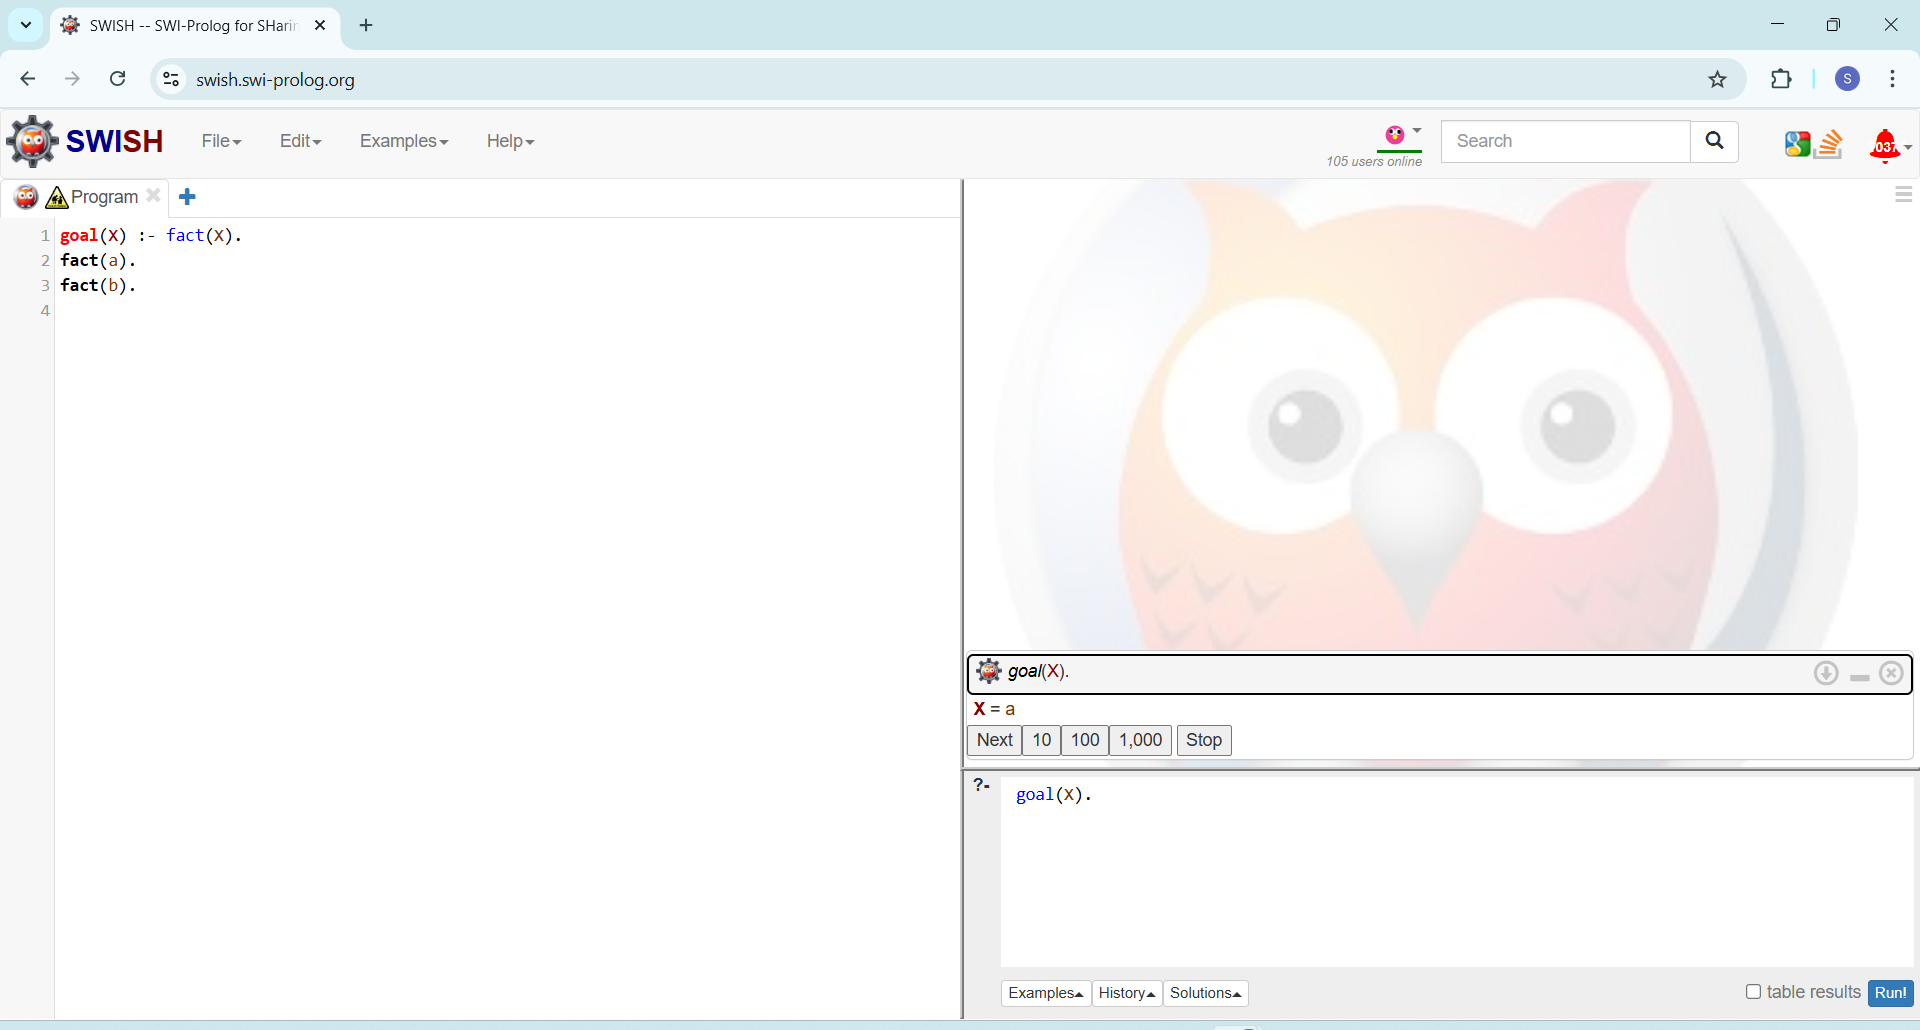 SWISH -- SWI-Prolog for SHarin
swish.swi-prolog.org
S
SWISH File Edit Examples Help
105 users online
Search
037
Program
1 goal(X) :- fact(X).
2 fact(a).
3 fact(b).
4
goal(X).
X = a
Next 10 100 1,000 Stop
?- goal(X).
Examples History Solutions
table results Run!